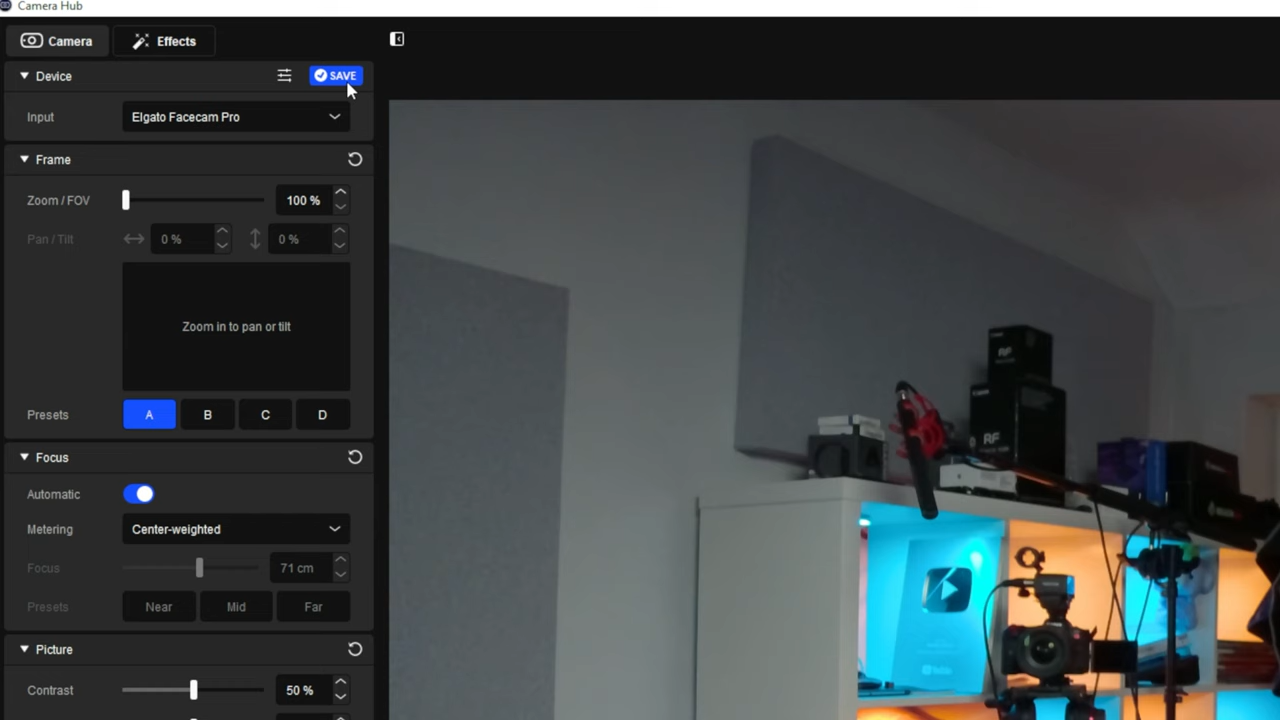 Camera Hub
Camera
Effects
Device
SAVE
Input
Elgato Facecam Pro
Frame
Zoom / FOV
100 %
Pan / Tilt
0 %
0 %
Zoom in to pan or tilt
Presets
A
B
C
D
Focus
Automatic
Metering
Center-weighted
Focus
71 cm
Presets
Near
Mid
Far
Picture
Contrast
50 %
RF
RF